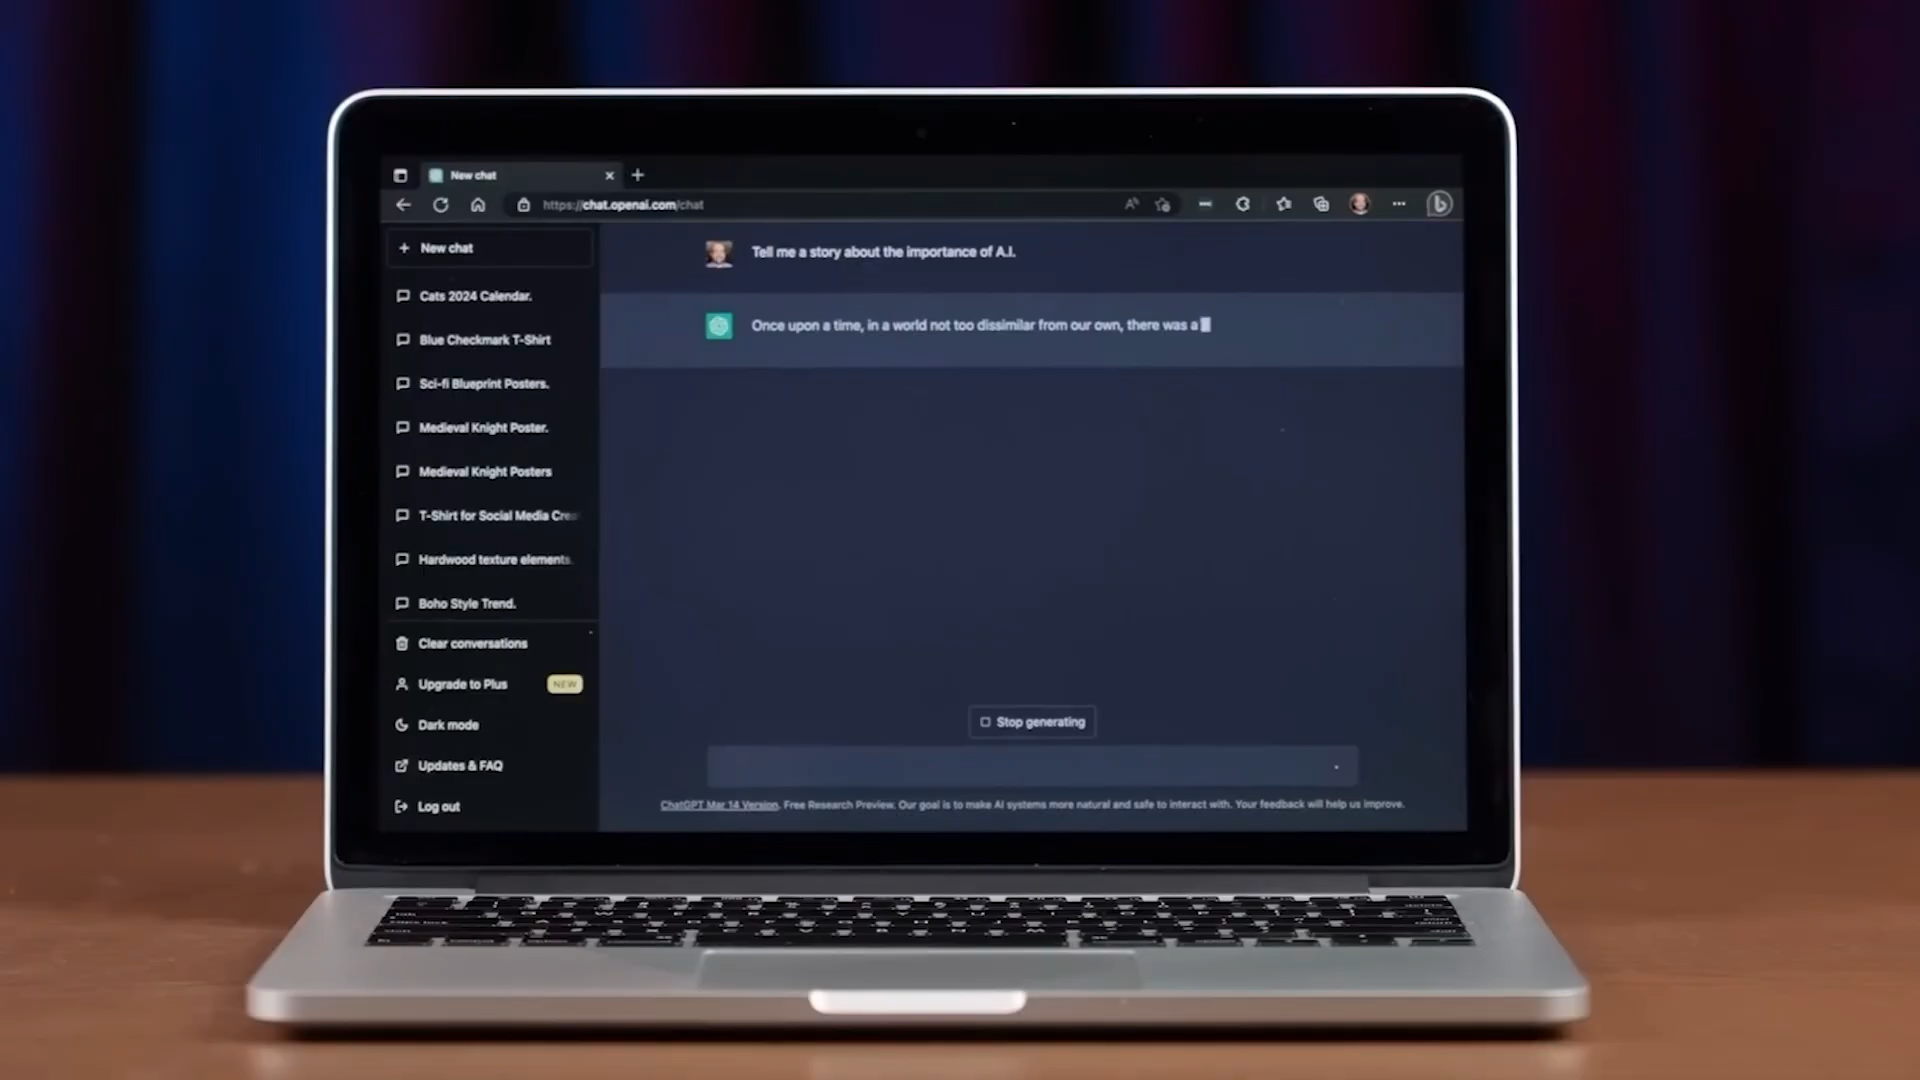 New chat
https://chat.openai.com/chat
New chat
Cats 2024 Calendar.
Blue Checkmark T-Shirt
Sci-fi Blueprint Posters.
Medieval Knight Poster.
Medieval Knight Posters
T-Shirt for Social Media Crea
Hardwood texture elements.
Boho Style Trend.
Clear conversations
Upgrade to Plus NEW
Dark mode
Updates & FAQ
Log out
Tell me a story about the importance of A.I.
Once upon a time, in a world not too dissimilar from our own, there was a
Stop generating
ChatGPT Mar 14 Version. Free Research Preview. Our goal is to make AI systems more natural and safe to interact with. Your feedback will help us improve.